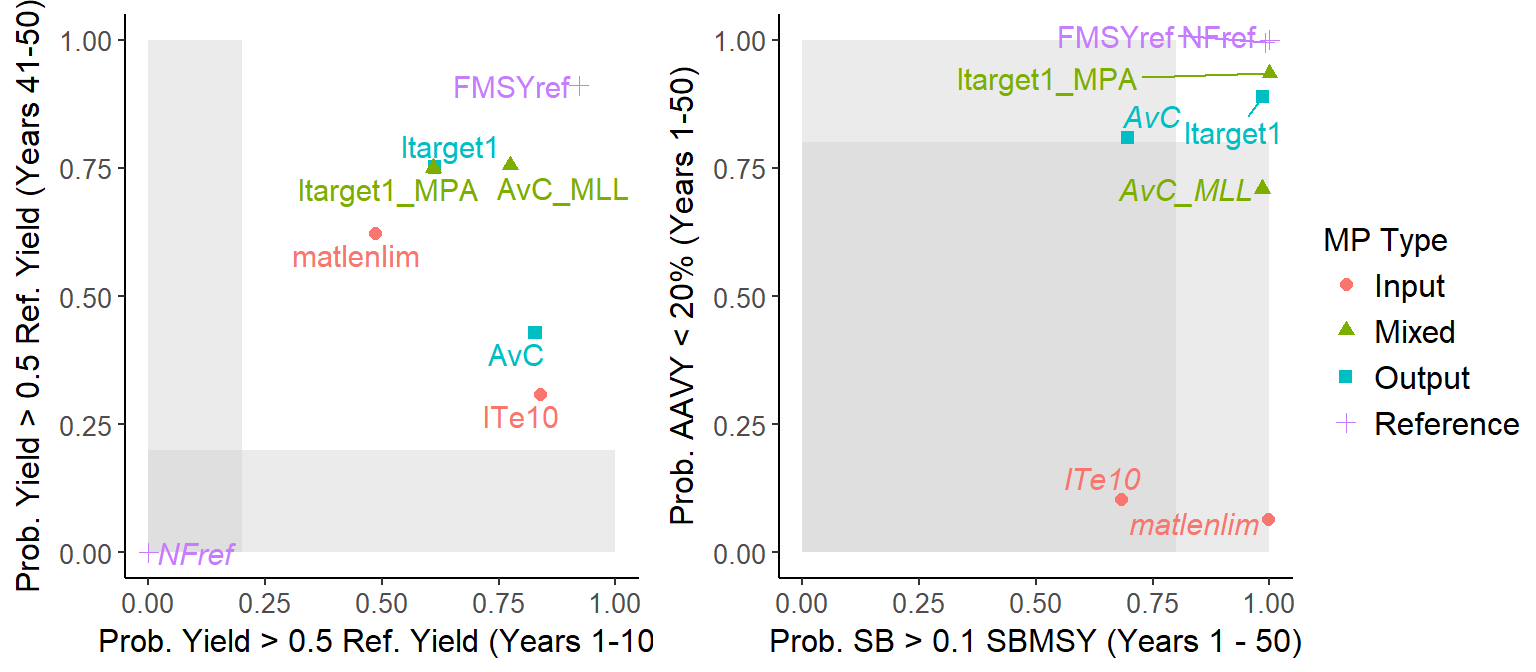 Prob. Yield > 0.5 Ref. Yield (Years 41-50)
1.00
0.75
0.50
0.25
0.00
FMSYref
Itarget1
Itarget1_MPA
AvC_MLL
matlenlim
AvC
ITe10
NFref
0.00 0.25 0.50 0.75 1.00
Prob. Yield > 0.5 Ref. Yield (Years 1-10
Prob. AAVY < 20% (Years 1-50)
1.00
0.75
0.50
0.25
0.00
FMSYref NFref
Itarget1_MPA
AvC
Itarget1
AvC_MLL
ITe10
matlenlim
0.00 0.25 0.50 0.75 1.00
Prob. SB > 0.1 SBMSY (Years 1 - 50)
MP Type
Input
Mixed
Output
Reference